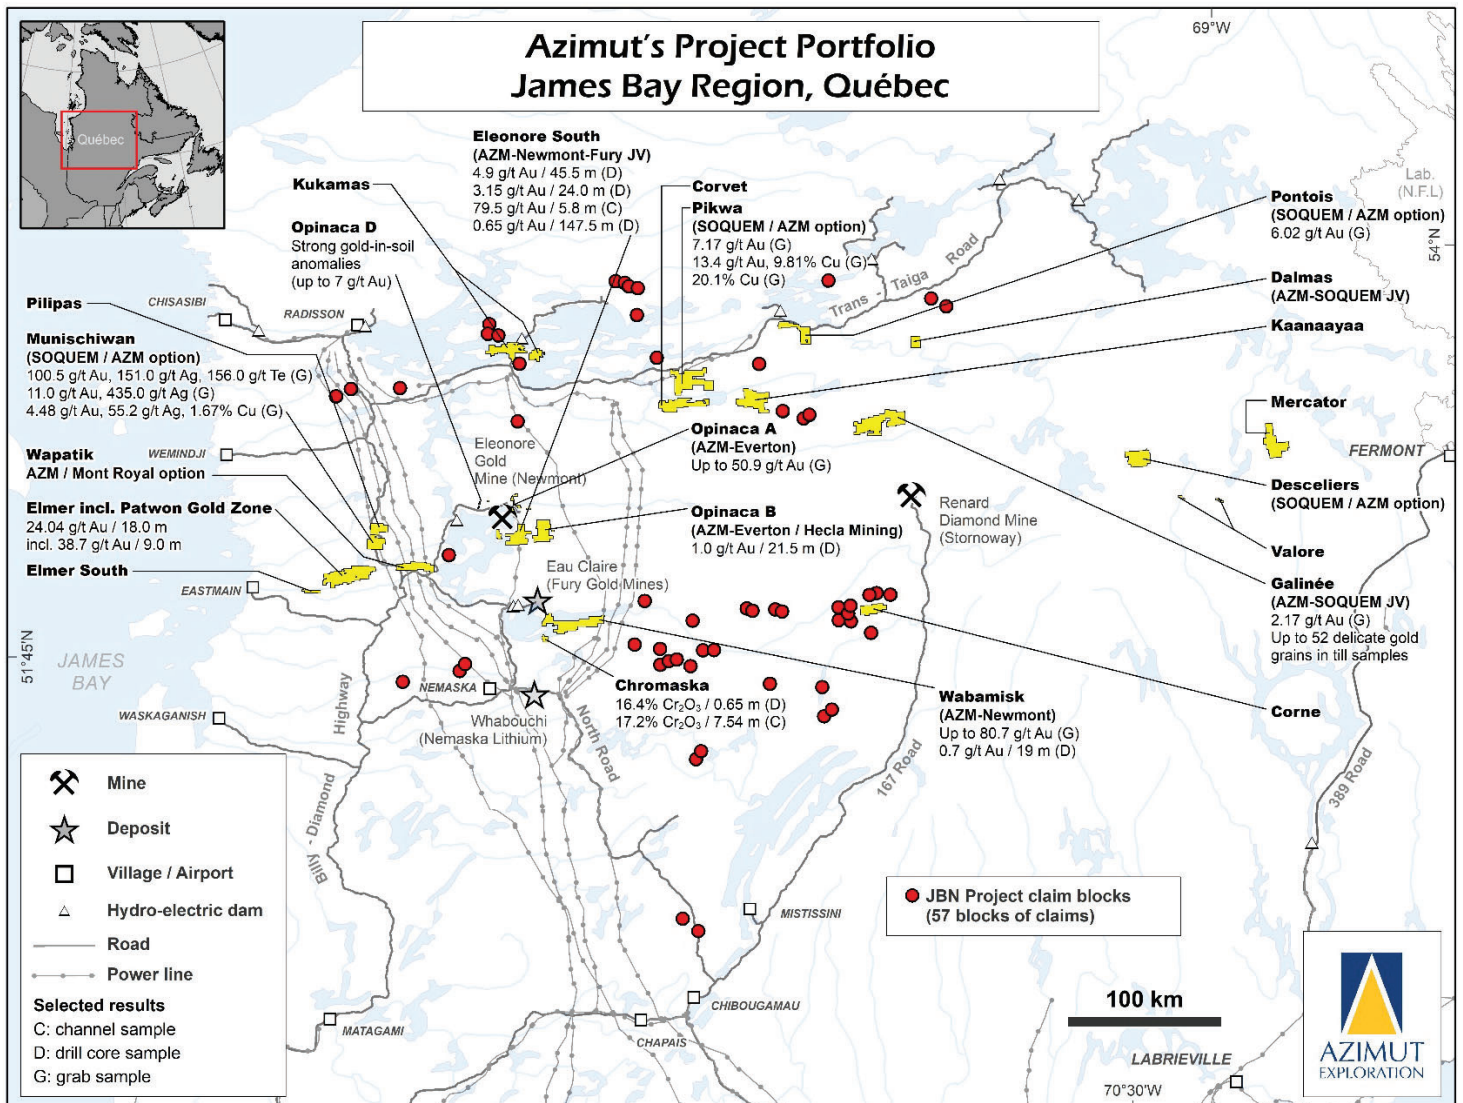 Azimut's Project Portfolio
James Bay Region, Québec
69°W
Québec
Lab.
(N.F.L)
54°N
Eleonore South
(AZM-Newmont-Fury JV)
4.9 g/t Au / 45.5 m (D)
3.15 g/t Au / 24.0 m (D)
79.5 g/t Au / 5.8 m (C)
0.65 g/t Au / 147.5 m (D)
Kukamas
Opinaca D
Strong gold-in-soil
anomalies
(up to 7 g/t Au)
Corvet
Pikwa
(SOQUEM / AZM option)
7.17 g/t Au (G)
13.4 g/t Au, 9.81% Cu (G)
20.1% Cu (G)
Trans - Taiga Road
Pontois
(SOQUEM / AZM option)
6.02 g/t Au (G)
Dalmas
(AZM-SOQUEM JV)
Kaanaayaa
Pilipas
CHISASIBI
RADISSON
Munischiwan
(SOQUEM / AZM option)
100.5 g/t Au, 151.0 g/t Ag, 156.0 g/t Te (G)
11.0 g/t Au, 435.0 g/t Ag (G)
4.48 g/t Au, 55.2 g/t Ag, 1.67% Cu (G)
Mercator
FERMONT
Wapatik
AZM / Mont Royal option
WEMINDJI
Eleonore
Gold
Mine (Newmont)
Opinaca A
(AZM-Everton)
Up to 50.9 g/t Au (G)
Desceliers
(SOQUEM / AZM option)
Renard
Diamond Mine
(Stornoway)
Elmer incl. Patwon Gold Zone
24.04 g/t Au / 18.0 m
incl. 38.7 g/t Au / 9.0 m
Opinaca B
(AZM-Everton / Hecla Mining)
1.0 g/t Au / 21.5 m (D)
Valore
Elmer South
EASTMAIN
Eau Claire
(Fury Gold Mines)
Galinée
(AZM-SOQUEM JV)
2.17 g/t Au (G)
Up to 52 delicate gold
grains in till samples
51°45'N
JAMES
BAY
NEMASKA
Chromaska
16.4% Cr₂O₃ / 0.65 m (D)
17.2% Cr₂O₃ / 7.54 m (C)
Wabamisk
(AZM-Newmont)
Up to 80.7 g/t Au (G)
0.7 g/t Au / 19 m (D)
Corne
WASKAGANISH
Whabouchi
(Nemaska Lithium)
Billy - Diamond Highway
North Road
167 Road
389 Road
Mine
Deposit
Village / Airport
Hydro-electric dam
Road
Power line
Selected results
C: channel sample
D: drill core sample
G: grab sample
JBN Project claim blocks
(57 blocks of claims)
MISTISSINI
CHIBOUGAMAU
CHAPAIS
MATAGAMI
100 km
LABRIEVILLE
70°30'W
AZIMUT
EXPLORATION